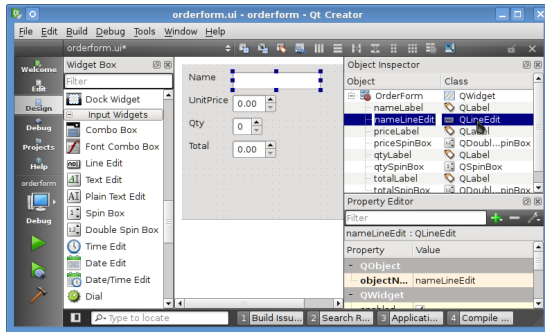 orderform.ui - orderform - Qt Creator
File Edit Build Debug Tools Window Help
orderform.ui*
Welcome
Edit
Design
Debug
Projects
Help
orderform
Debug
Widget Box
Filter
Dock Widget
Input Widgets
Combo Box
Font Combo Box
Line Edit
Text Edit
Plain Text Edit
Spin Box
Double Spin Box
Time Edit
Date Edit
Date/Time Edit
Dial
Name
UnitPrice 0.00
Qty 0
Total 0.00
Object Inspector
Object Class
OrderForm QWidget
nameLabel QLabel
nameLineEdit QLineEdit
priceLabel QLabel
priceSpinBox QDoubl...pinBox
qtyLabel QLabel
qtySpinBox QSpinBox
totalLabel QLabel
totalSpinBox QDoubl...pinBox
Property Editor
Filter
nameLineEdit : QLineEdit
Property Value
QObject
objectN... nameLineEdit
QWidget
enabled
Type to locate
1 Build Issu... 2 Search R... 3 Applicati... 4 Compile ...